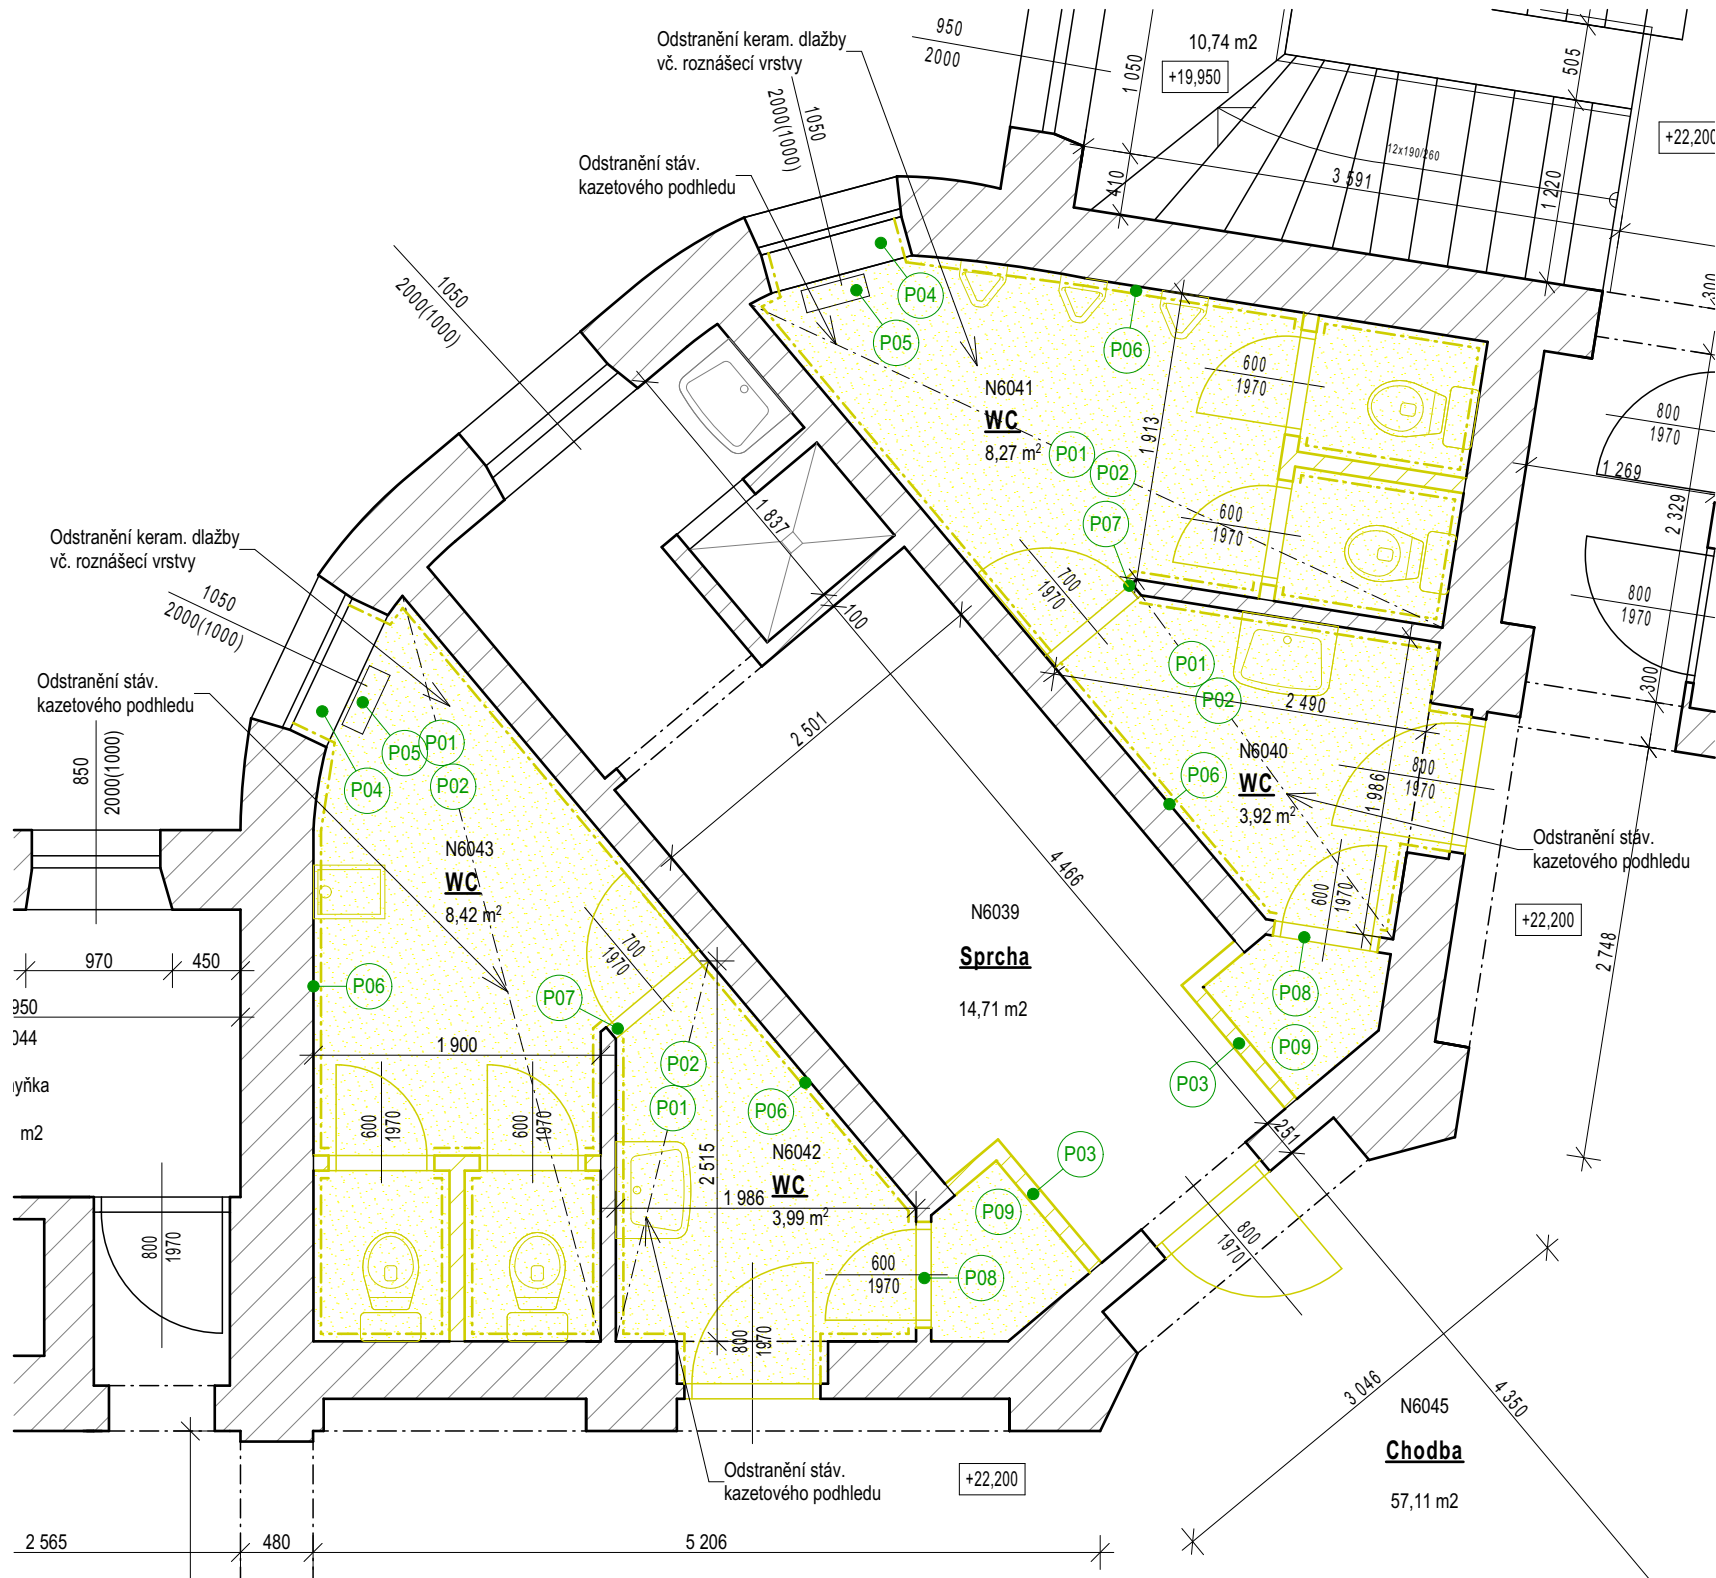 Odstranění keram. dlažby
vč. roznášecí vrstvy
950
2000
10,74 m2
+19,950
1 050
505
+22,200
1050
2000(1000)
Odstranění stáv.
kazetového podhledu
410
12x190/260
3 591
1 220
300
1050
2000(1000)
P04
P05
P06
N6041
WC
8,27 m²
P01
P02
P07
1 913
600
1970
600
1970
800
1970
1 269
2 329
800
1970
300
1 837
100
700
1970
Odstranění keram. dlažby
vč. roznášecí vrstvy
1050
2000(1000)
Odstranění stáv.
kazetového podhledu
850
2000(1000)
P05
P01
P04
P02
2 501
P01
P02
2 490
N6040
WC
3,92 m²
P06
800
1970
1 986
600
1970
Odstranění stáv.
kazetového podhledu
+22,200
2 748
N6043
WC
8,42 m²
P06
P07
700
1970
4 466
N6039
Sprcha
14,71 m2
P08
P09
P03
251
970
450
950
044
yňka
m2
1 900
600
1970
600
1970
P02
P01
P06
2 515
N6042
WC
1 986
3,99 m²
P03
P09
P08
600
1970
800
1970
800
1970
800
1970
3 046
4 350
N6045
Chodba
57,11 m2
Odstranění stáv.
kazetového podhledu
+22,200
2 565
480
5 206